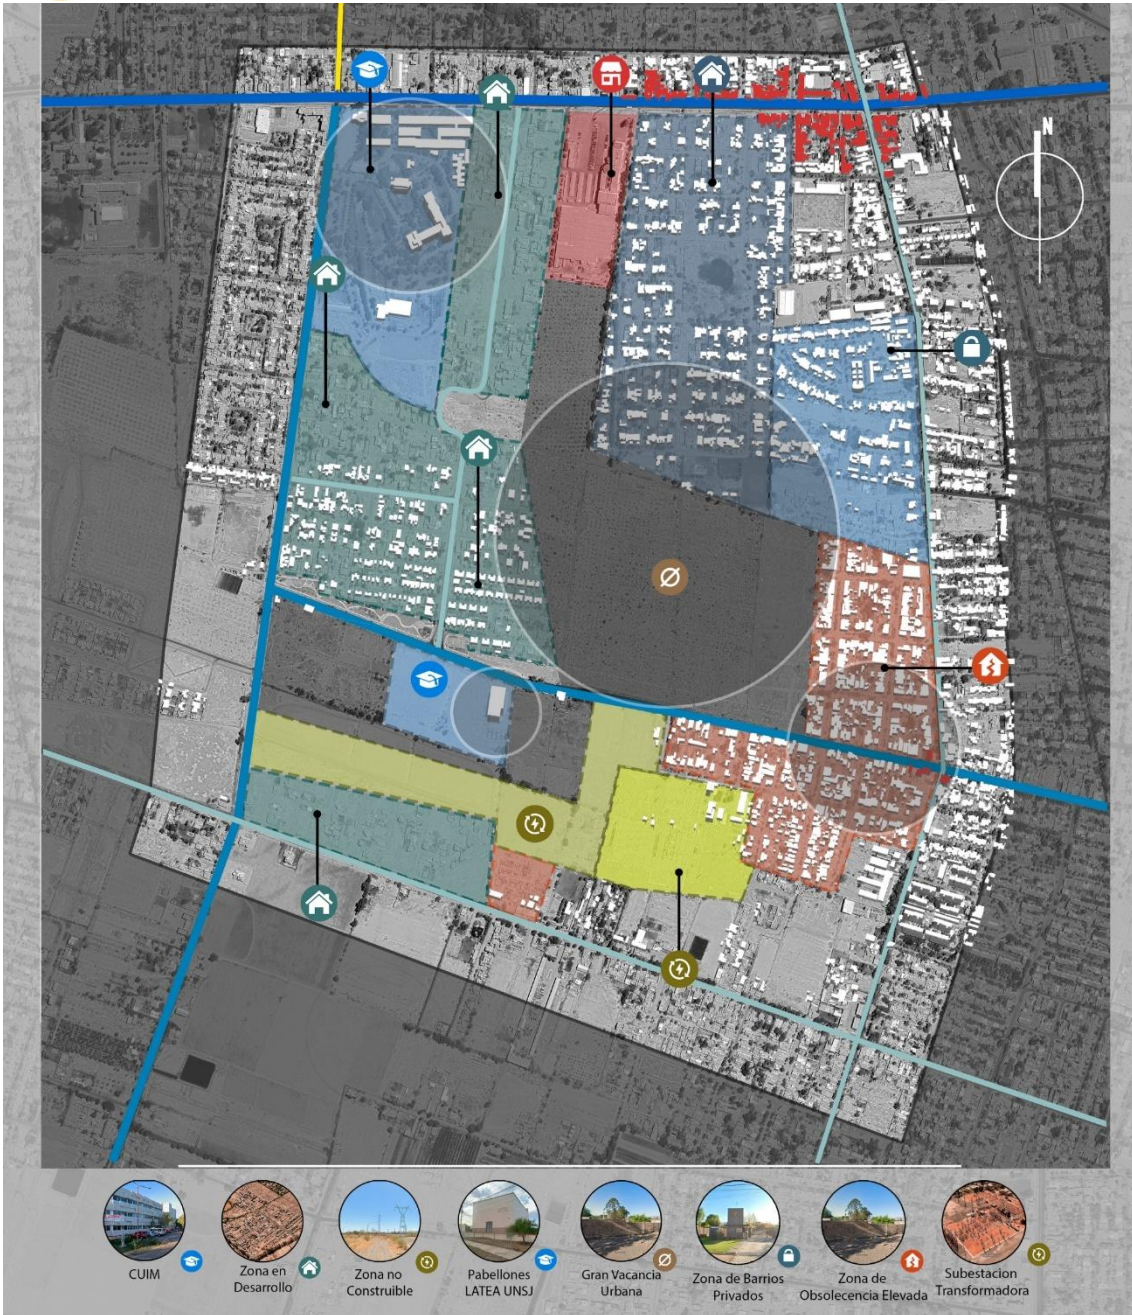 N
CUIM
Zona en
Desarrollo
Zona no
Construible
Pabellones
LATEA UNSJ
Gran Vacancia
Urbana
Zona de Barrios
Privados
Zona de
Obsolecencia Elevada
Subestacion
Transformadora